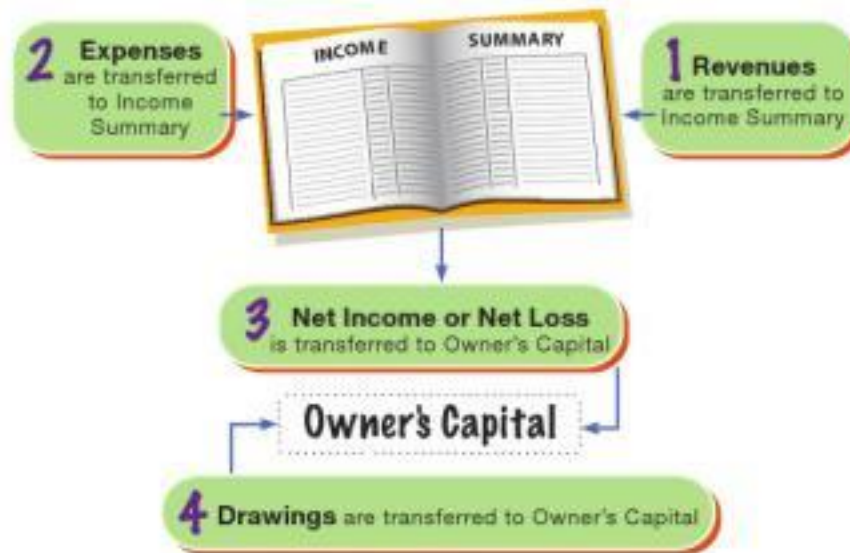 2 Expenses
are transferred
to Income
Summary
INCOME SUMMARY
1 Revenues
are transferred to
Income Summary
3 Net Income or Net Loss
is transferred to Owner's Capital
Owner's Capital
4 Drawings are transferred to Owner's Capital